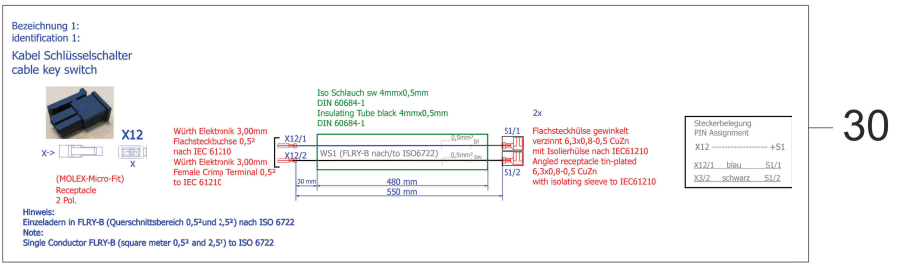 Bezeichnung 1:
identification 1:
Kabel Schlüsselschalter
cable key switch
X12
X->
X
(MOLEX-Micro-Fit)
Receptacle
2 Pol.
Würth Elektronik 3,00mm
Flachsteckbuchse 0,5²
nach IEC 61210
Würth Elektronik 3,00mm
Female Crimp Terminal 0,5²
to IEC 61210
Iso Schlauch sw 4mmx0,5mm
DIN 60684-1
Insulating Tube black 4mmx0,5mm
DIN 60684-1
X12/1
X12/2
0,5mm² bl
WS1 (FLRY-B nach/to ISO6722)
0,5mm² sw
30 mm
480 mm
550 mm
S1/1
S1/2
2x
Flachsteckhülse gewinkelt
verzinnt 6,3x0,8-0,5 CuZn
mit Isolierhülse nach IEC61210
Angled receptacle tin-plated
6,3x0,8-0,5 CuZn
with isolating sleeve to IEC61210
Steckerbelegung
PIN Assignment
X12 ---------------- +S1
X12/1 blau S1/1
X3/2 schwarz S1/2
30
Hinweis:
Einzeladern in FLRY-B (Querschnittsbereich 0,5²und 2,5²) nach ISO 6722
Note:
Single Conductor FLRY-B (square meter 0,5² and 2,5²) to ISO 6722